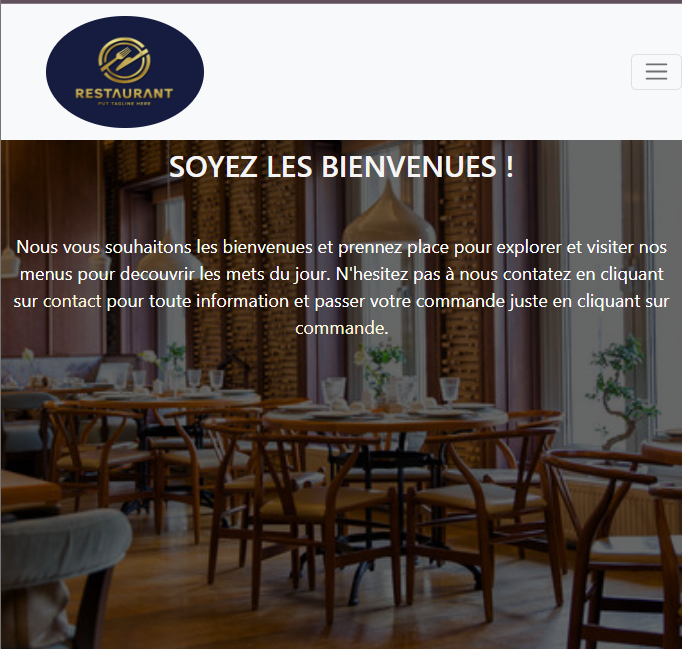 RESTAURANT
PUT TAGLINE HERE
SOYEZ LES BIENVENUES !
Nous vous souhaitons les bienvenues et prennez place pour explorer et visiter nos
menus pour decouvrir les mets du jour. N'hesitez pas à nous contatez en cliquant
sur contact pour toute information et passer votre commande juste en cliquant sur
commande.